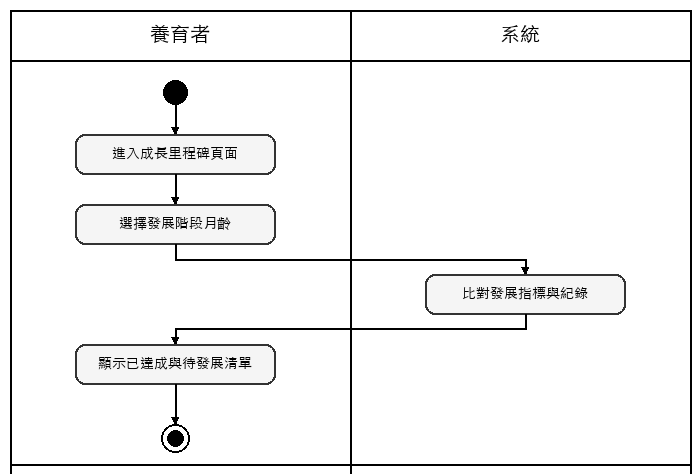 養育者
系統
進入成長里程碑頁面
選擇發展階段月齡
比對發展指標與紀錄
顯示已達成與待發展清單